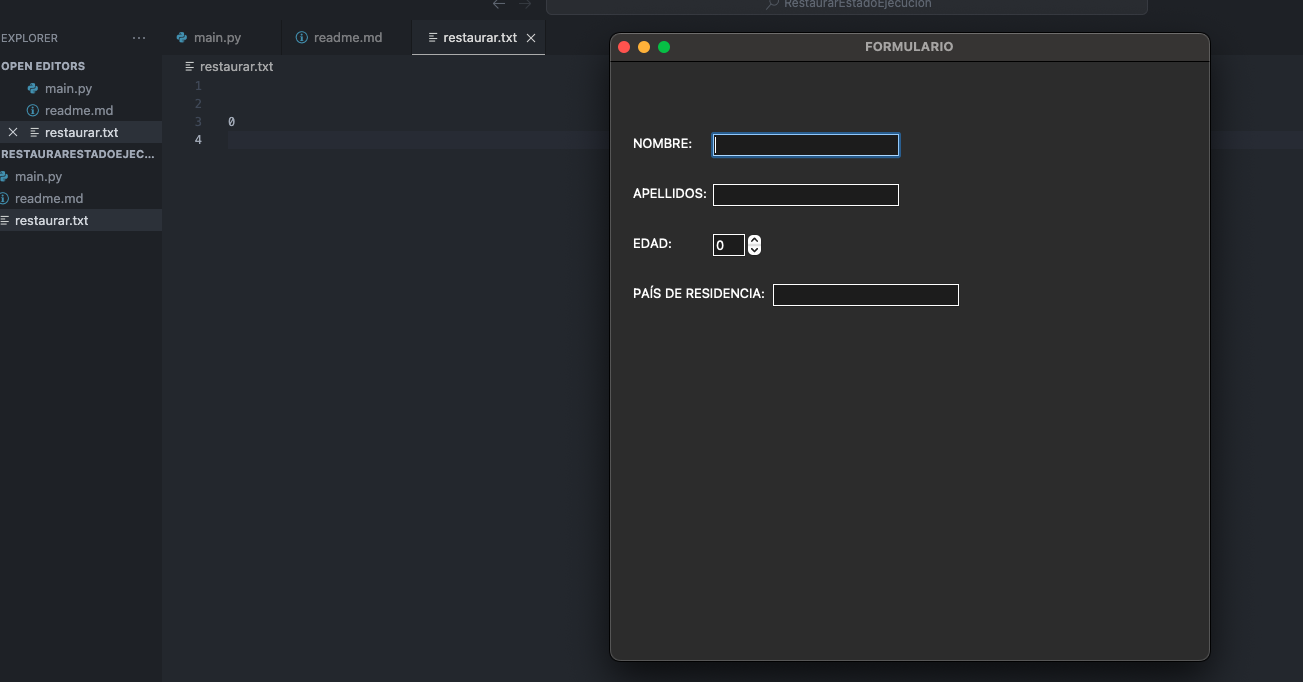 RestaurarEstadoEjecución
EXPLORER ...
main.py readme.md restaurar.txt
OPEN EDITORS
main.py
readme.md
restaurar.txt
RESTAURARESTADOEJEC...
main.py
readme.md
restaurar.txt
restaurar.txt
1
2
3 0
4
FORMULARIO
NOMBRE:
APELLIDOS:
EDAD: 0
PAÍS DE RESIDENCIA: